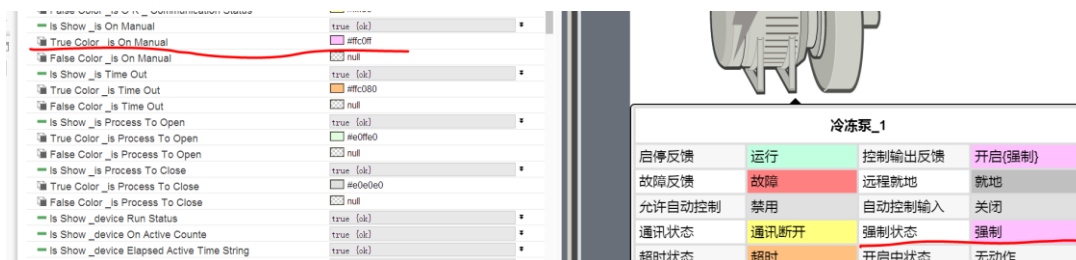 Is Show _is On Manual true {ok}
True Color _is On Manual #ffc0ff
False Color _is On Manual null
Is Show _is Time Out true {ok}
True Color _is Time Out #ffc080
False Color _is Time Out null
Is Show _is Process To Open true {ok}
True Color _is Process To Open #e0ffe0
False Color _is Process To Open null
Is Show _is Process To Close true {ok}
True Color _is Process To Close #e0e0e0
False Color _is Process To Close null
Is Show _device Run Status true {ok}
Is Show _device On Active Counte true {ok}
Is Show _device Elapsed Active Time String true {ok}
冷冻泵_1
启停反馈 运行 控制输出反馈 开启{强制}
故障反馈 故障 远程就地 就地
允许自动控制 禁用 自动控制输入 关闭
通讯状态 通讯断开 强制状态 强制
超时状态 超时 开启中状态 无动作